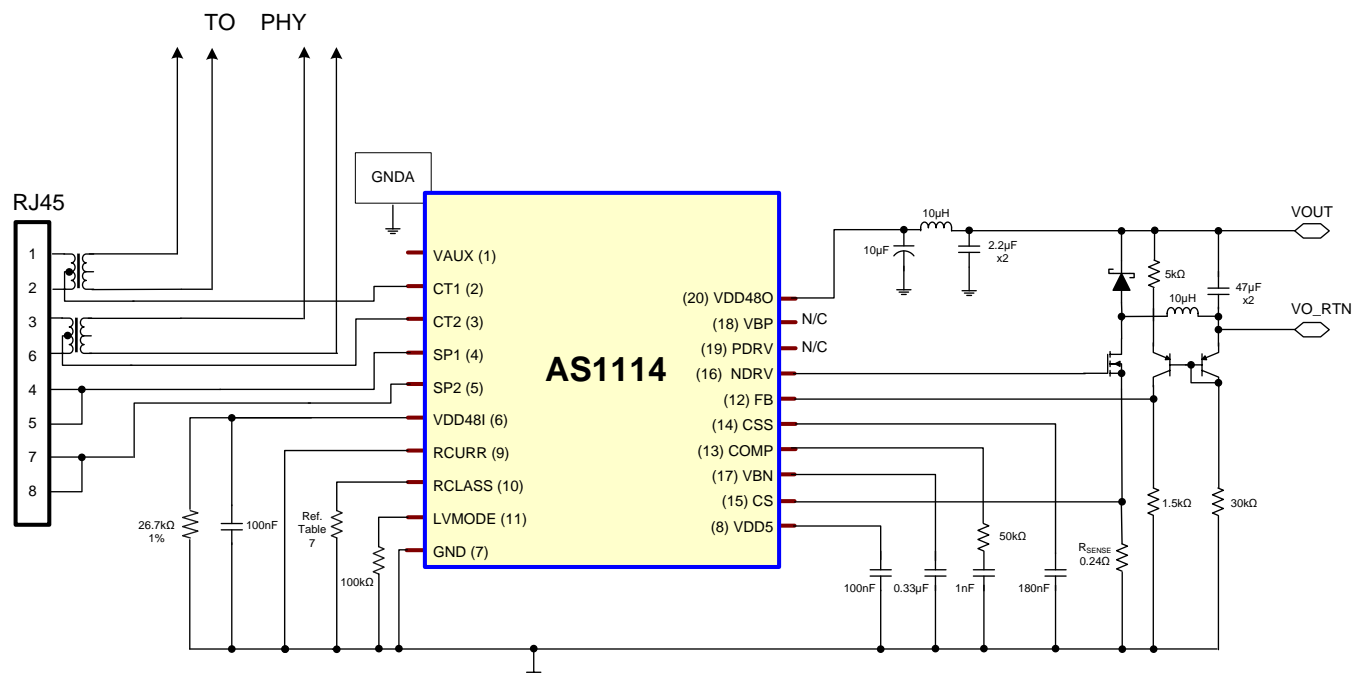 TO PHY
GNDA
RJ45
1
2
3
6
4
5
7
8
VAUX (1)
CT1 (2)
CT2 (3)
SP1 (4)
SP2 (5)
VDD48I (6)
RCURR (9)
RCLASS (10)
LVMODE (11)
GND (7)
AS1114
(20) VDD48O
(18) VBP
(19) PDRV
(16) NDRV
(12) FB
(14) CSS
(13) COMP
(17) VBN
(15) CS
(8) VDD5
N/C
N/C
26.7kΩ
1%
100nF
Ref.
Table
7
100kΩ
10µF
10µH
2.2µF
x2
5kΩ
10µH
47µF
x2
VOUT
VO_RTN
100nF
0.33µF
50kΩ
1nF
180nF
RSENSE
0.24Ω
1.5kΩ
30kΩ